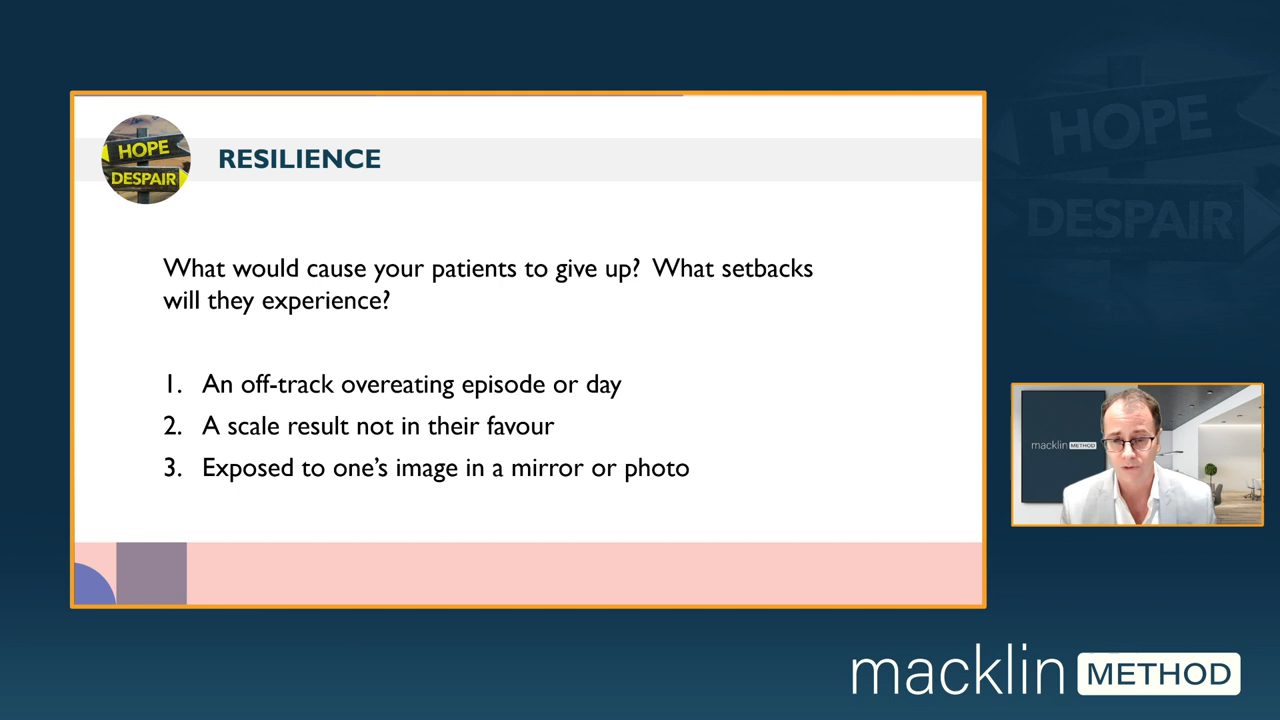 HOPE
DESPAIR
RESILIENCE
What would cause your patients to give up? What setbacks
will they experience?
1. An off-track overeating episode or day
2. A scale result not in their favour
3. Exposed to one's image in a mirror or photo
HOPE
DESPAIR
macklin METHOD
macklin METHOD